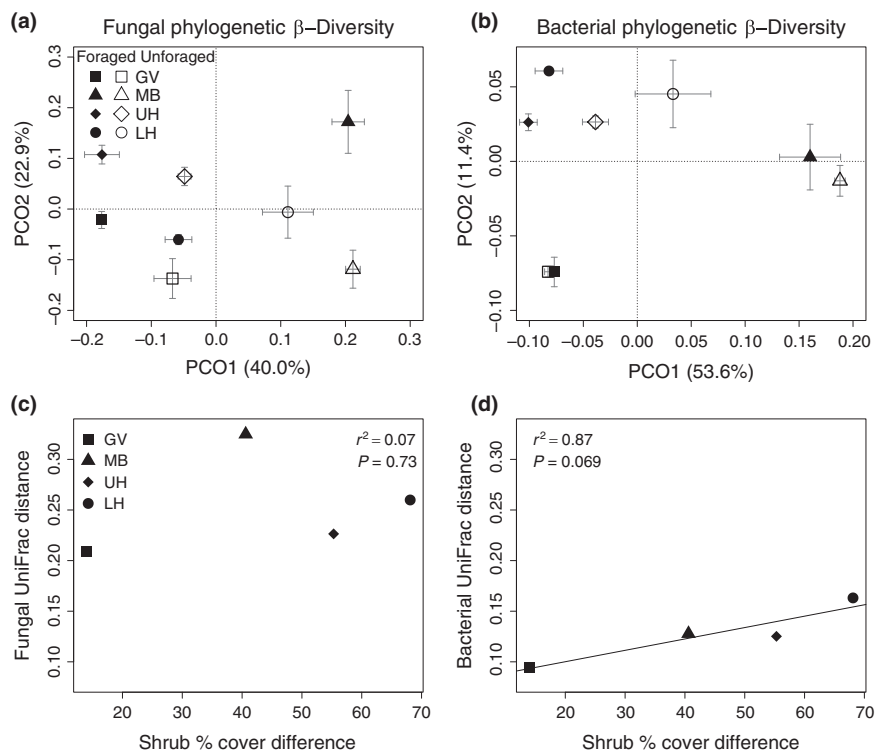 (a) Fungal phylogenetic β–Diversity
Foraged Unforaged
GV
MB
UH
LH
PCO2 (22.9%)
0.3
0.2
0.1
0.0
−0.1
−0.2
−0.2 −0.1 0.0 0.1 0.2 0.3
PCO1 (40.0%)
(b) Bacterial phylogenetic β–Diversity
PCO2 (11.4%)
0.05
0.00
−0.05
−0.10
−0.10 −0.05 0.00 0.05 0.10 0.15 0.20
PCO1 (53.6%)
(c)
GV
MB
UH
LH
r² = 0.07
P = 0.73
Fungal UniFrac distance
0.30
0.25
0.20
0.15
0.10
20 30 40 50 60 70
Shrub % cover difference
(d)
r² = 0.87
P = 0.069
Bacterial UniFrac distance
0.30
0.25
0.20
0.15
0.10
20 30 40 50 60 70
Shrub % cover difference